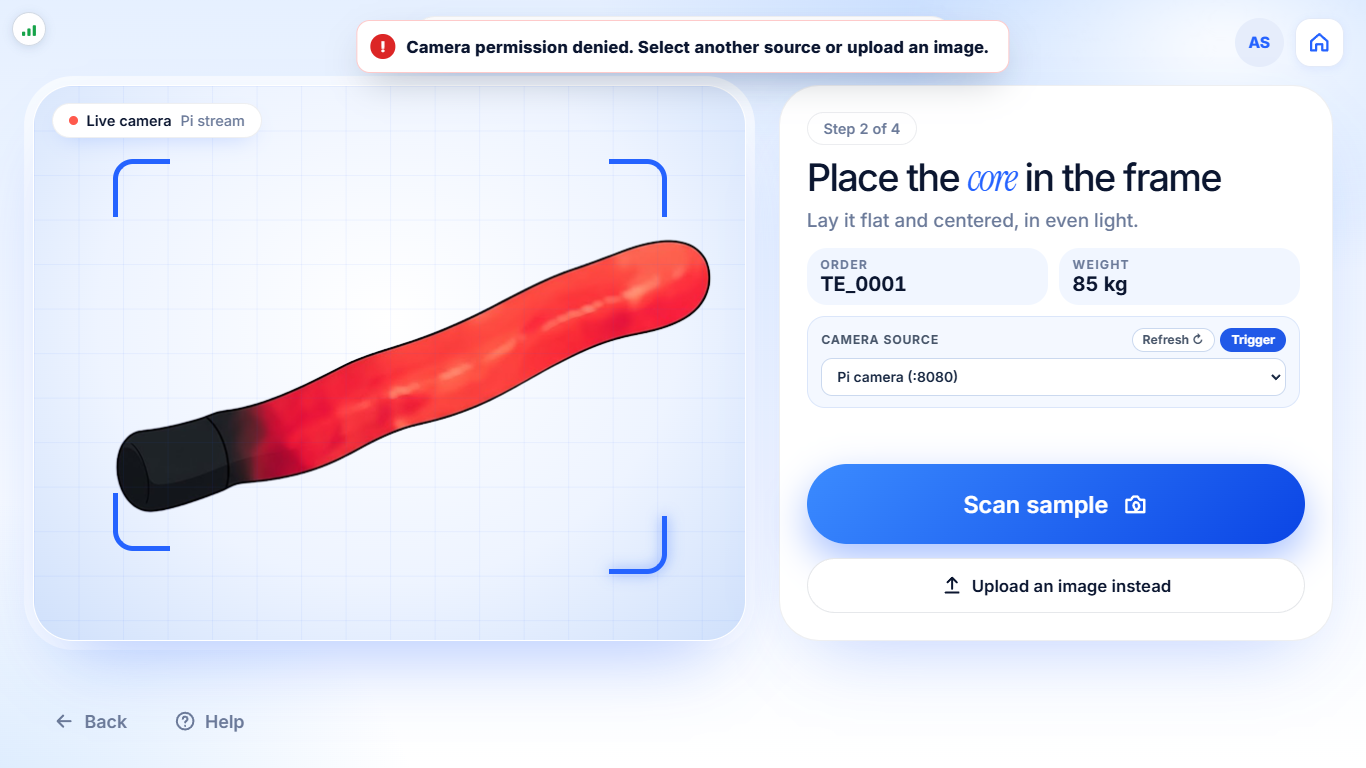 Camera permission denied. Select another source or upload an image.
AS
Live camera Pi stream
Step 2 of 4
Place the core in the frame
Lay it flat and centered, in even light.
ORDER
TE_0001
WEIGHT
85 kg
CAMERA SOURCE
Refresh ↻
Trigger
Pi camera (:8080)
Scan sample
Upload an image instead
Back
Help